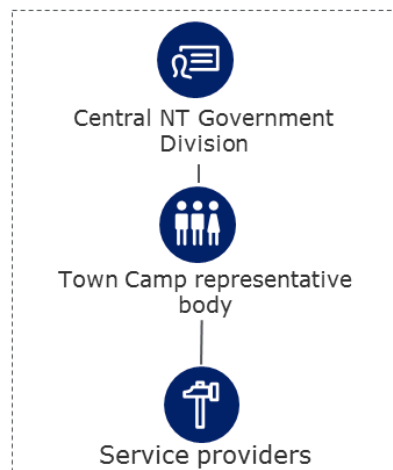 Central NT Government
Division
Town Camp representative
body
Service providers